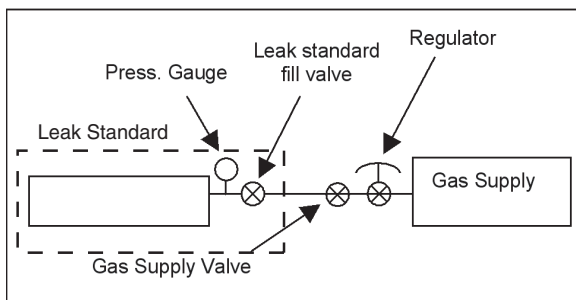 Regulator
Leak standard
fill valve
Press. Gauge
Leak Standard
Gas Supply
Gas Supply Valve